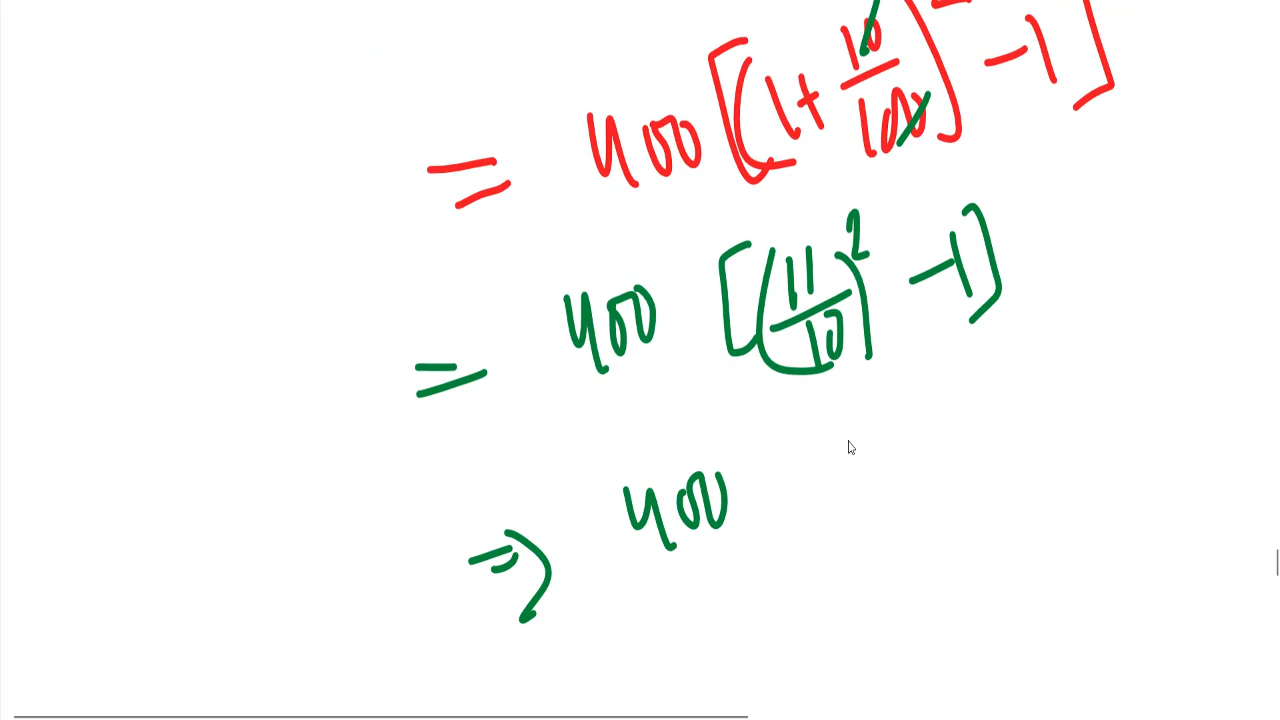 = 400 [(1 + 10/100)² - 1]
= 400 [(11/10)² - 1]
⇒ 400